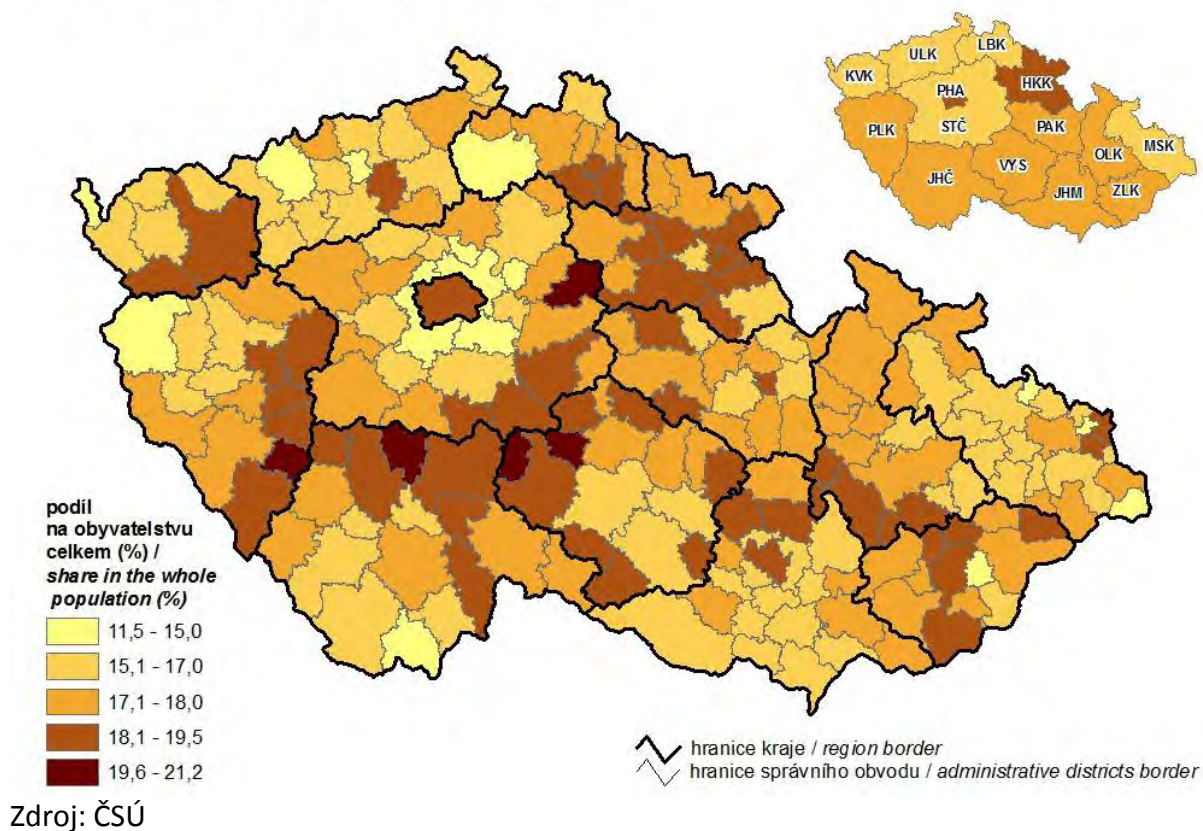 ULK
LBK
KVK
HKK
PHA
STČ
PLK
PAK
OLK
MSK
VYS
JHČ
JHM
ZLK
podíl
na obyvatelstvu
celkem (%) /
share in the whole
population (%)
11,5 - 15,0
15,1 - 17,0
17,1 - 18,0
18,1 - 19,5
19,6 - 21,2
hranice kraje / region border
hranice správního obvodu / administrative districts border
Zdroj: ČSÚ